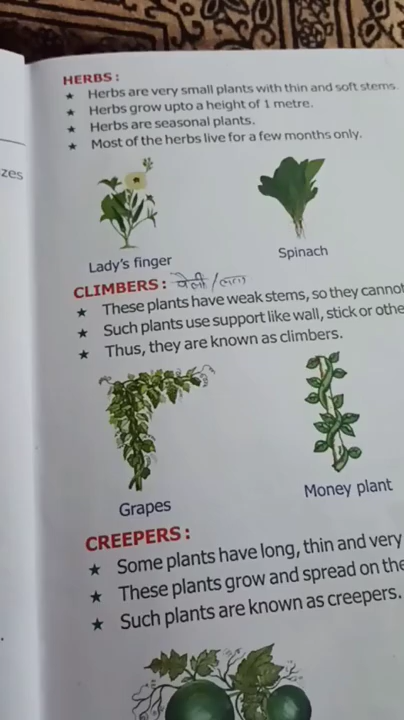 HERBS :
★ Herbs are very small plants with thin and soft stems.
★ Herbs grow upto a height of 1 metre.
★ Herbs are seasonal plants.
★ Most of the herbs live for a few months only.
zes
Lady's finger
Spinach
CLIMBERS :
★ These plants have weak stems, so they cannot
★ Such plants use support like wall, stick or othe
★ Thus, they are known as climbers.
Grapes
Money plant
CREEPERS :
★ Some plants have long, thin and very
★ These plants grow and spread on the
★ Such plants are known as creepers.